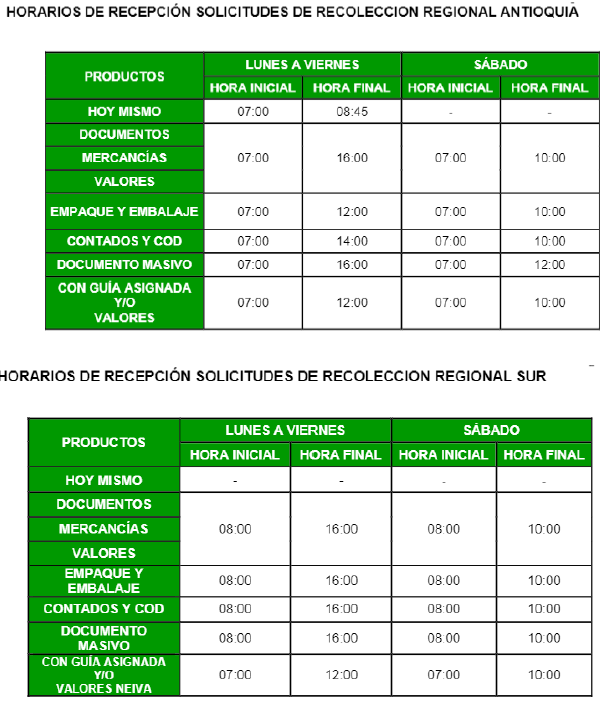 HORARIOS DE RECEPCIÓN SOLICITUDES DE RECOLECCION REGIONAL ANTIOQUIA
PRODUCTOS
LUNES A VIERNES
SÁBADO
HORA INICIAL HORA FINAL HORA INICIAL HORA FINAL
HOY MISMO 07:00 08:45 - -
DOCUMENTOS
MERCANCÍAS 07:00 16:00 07:00 10:00
VALORES
EMPAQUE Y EMBALAJE 07:00 12:00 07:00 10:00
CONTADOS Y COD 07:00 14:00 07:00 10:00
DOCUMENTO MASIVO 07:00 16:00 07:00 12:00
CON GUÍA ASIGNADA
Y/O 07:00 12:00 07:00 10:00
VALORES
HORARIOS DE RECEPCIÓN SOLICITUDES DE RECOLECCION REGIONAL SUR
PRODUCTOS
LUNES A VIERNES
SÁBADO
HORA INICIAL HORA FINAL HORA INICIAL HORA FINAL
HOY MISMO - - - -
DOCUMENTOS
MERCANCÍAS 08:00 16:00 08:00 10:00
VALORES
EMPAQUE Y
EMBALAJE 08:00 16:00 08:00 10:00
CONTADOS Y COD 08:00 16:00 08:00 10:00
DOCUMENTO
MASIVO 08:00 16:00 08:00 10:00
CON GUÍA ASIGNADA
Y/O 07:00 12:00 07:00 10:00
VALORES NEIVA